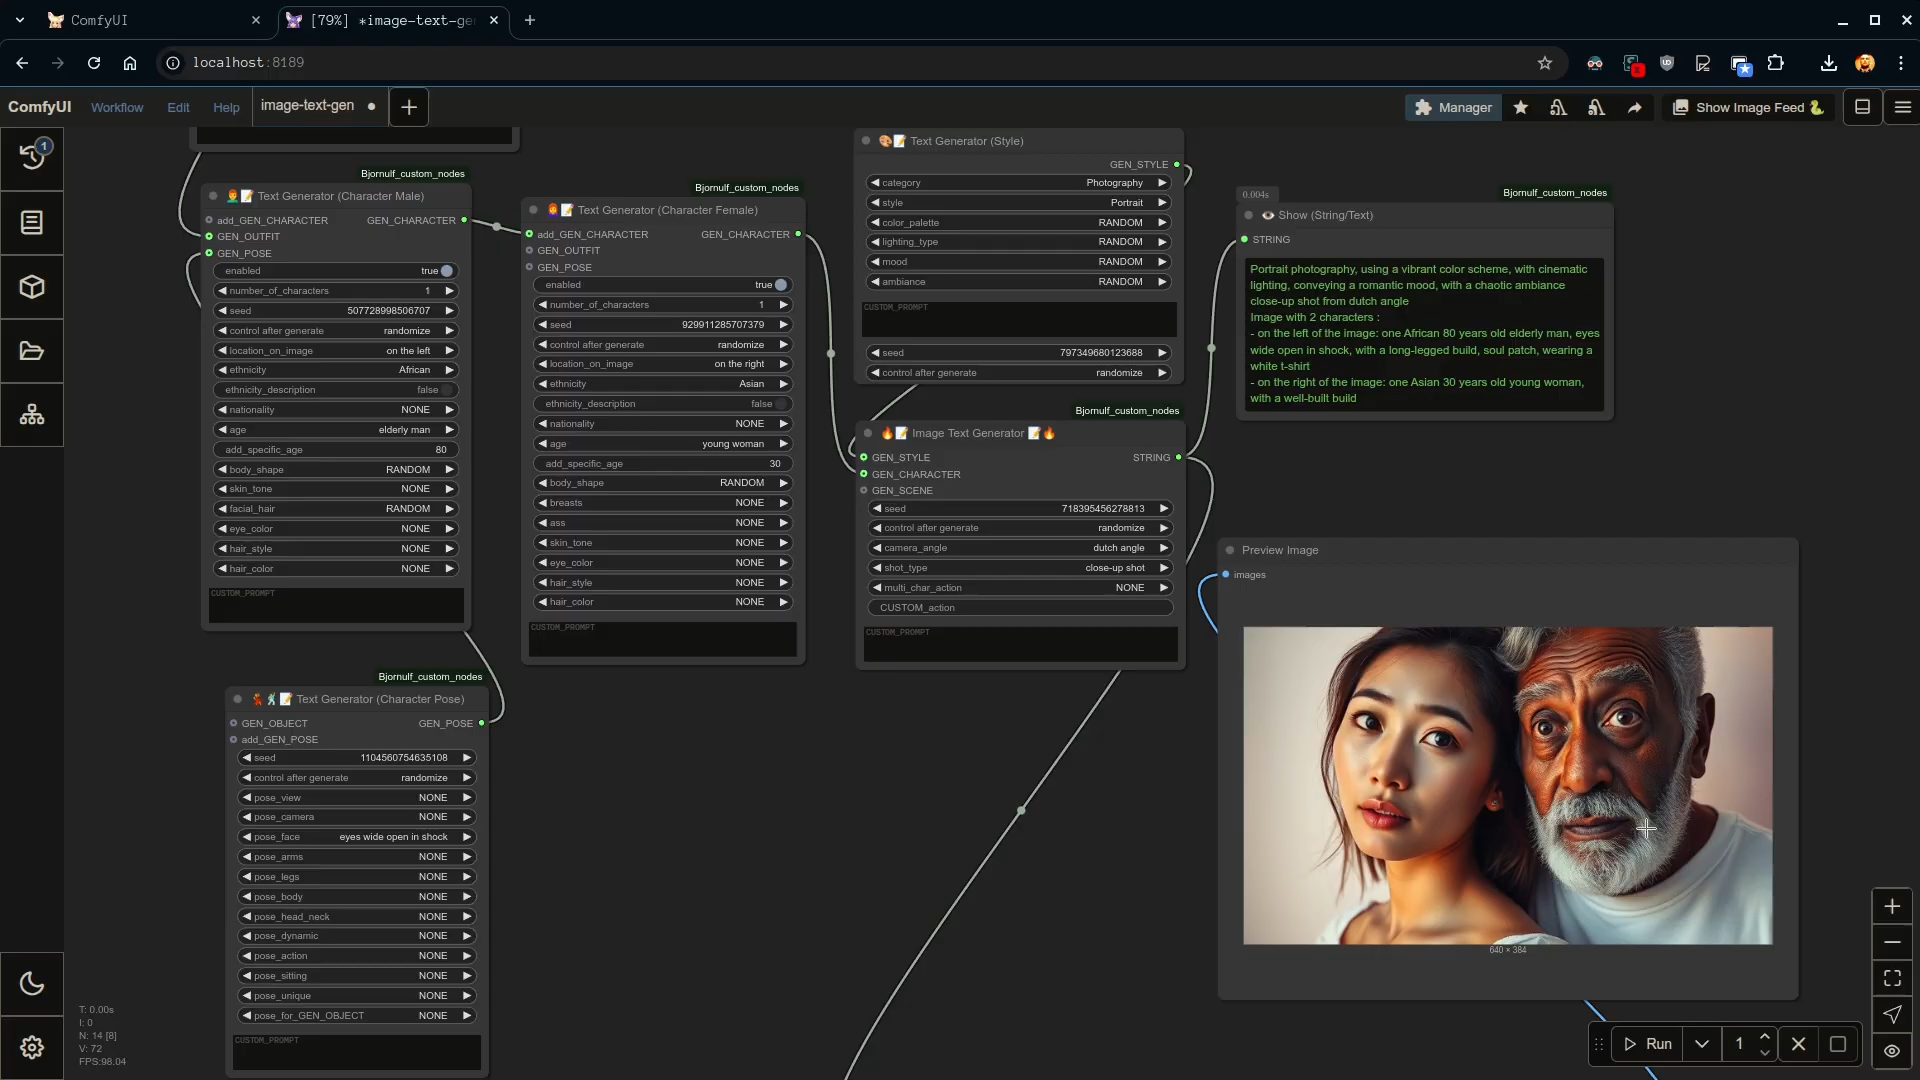 ComfyUI
[79%] *image-text-ge
localhost:8189
ComfyUI
Workflow
Edit
Help
image-text-gen
Manager
Show Image Feed
1
Bjornulf_custom_nodes
Text Generator (Character Male)
add_GEN_CHARACTER GEN_CHARACTER
GEN_OUTFIT
GEN_POSE
enabled true
number_of_characters 1
seed 507728998506707
control after generate randomize
location_on_image on the left
ethnicity African
ethnicity_description false
nationality NONE
age elderly man
add_specific_age 80
body_shape RANDOM
skin_tone NONE
facial_hair RANDOM
eye_color NONE
hair_style NONE
hair_color NONE
CUSTOM_PROMPT
Bjornulf_custom_nodes
Text Generator (Character Female)
add_GEN_CHARACTER GEN_CHARACTER
GEN_OUTFIT
GEN_POSE
enabled true
number_of_characters 1
seed 929911285707379
control after generate randomize
location_on_image on the right
ethnicity Asian
ethnicity_description false
nationality NONE
age young woman
add_specific_age 30
body_shape RANDOM
breasts NONE
ass NONE
skin_tone NONE
eye_color NONE
hair_style NONE
hair_color NONE
CUSTOM_PROMPT
Text Generator (Style)
GEN_STYLE
category Photography
style Portrait
color_palette RANDOM
lighting_type RANDOM
mood RANDOM
ambiance RANDOM
CUSTOM_PROMPT
seed 797349680123688
control after generate randomize
Bjornulf_custom_nodes
Image Text Generator
GEN_STYLE STRING
GEN_CHARACTER
GEN_SCENE
seed 718395456278813
control after generate randomize
camera_angle dutch angle
shot_type close-up shot
multi_char_action NONE
CUSTOM_action
CUSTOM_PROMPT
0.004s
Bjornulf_custom_nodes
Show (String/Text)
STRING
Portrait photography, using a vibrant color scheme, with cinematic
lighting, conveying a romantic mood, with a chaotic ambiance
close-up shot from dutch angle
Image with 2 characters :
- on the left of the image: one African 80 years old elderly man, eyes
wide open in shock, with a long-legged build, soul patch, wearing a
white t-shirt
- on the right of the image: one Asian 30 years old young woman,
with a well-built build
Preview Image
images
640 × 384
Bjornulf_custom_nodes
Text Generator (Character Pose)
GEN_OBJECT GEN_POSE
add_GEN_POSE
seed 1104560754635108
control after generate randomize
pose_view NONE
pose_camera NONE
pose_face eyes wide open in shock
pose_arms NONE
pose_legs NONE
pose_body NONE
pose_head_neck NONE
pose_dynamic NONE
pose_action NONE
pose_sitting NONE
pose_unique NONE
pose_for_GEN_OBJECT NONE
CUSTOM_PROMPT
T: 0.00s
I: 0
N: 14 [8]
V: 72
FPS:98.04
Run
1